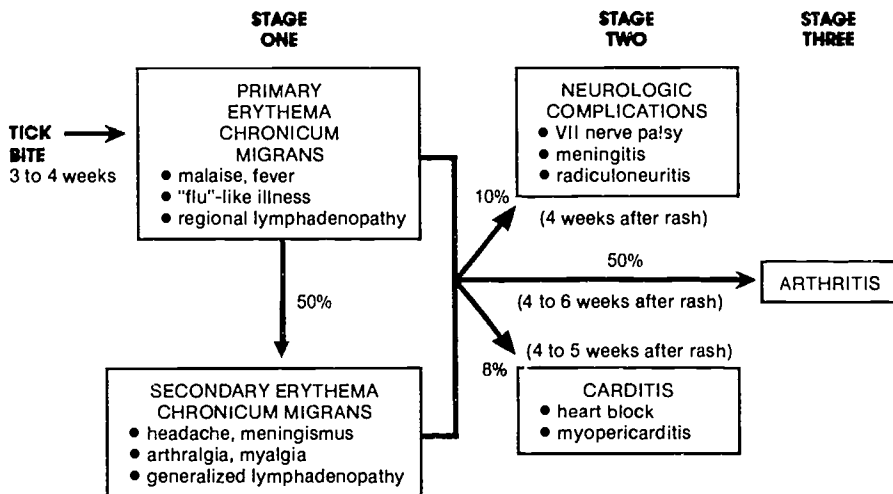 STAGE
ONE
STAGE
TWO
STAGE
THREE
TICK
BITE
3 to 4 weeks
PRIMARY
ERYTHEMA
CHRONICUM
MIGRANS
● malaise, fever
● "flu"-like illness
● regional lymphadenopathy
50%
SECONDARY ERYTHEMA
CHRONICUM MIGRANS
● headache, meningismus
● arthralgia, myalgia
● generalized lymphadenopathy
NEUROLOGIC
COMPLICATIONS
● VII nerve palsy
● meningitis
● radiculoneuritis
10%
(4 weeks after rash)
50%
(4 to 6 weeks after rash)
ARTHRITIS
(4 to 5 weeks after rash)
8%
CARDITIS
● heart block
● myopericarditis